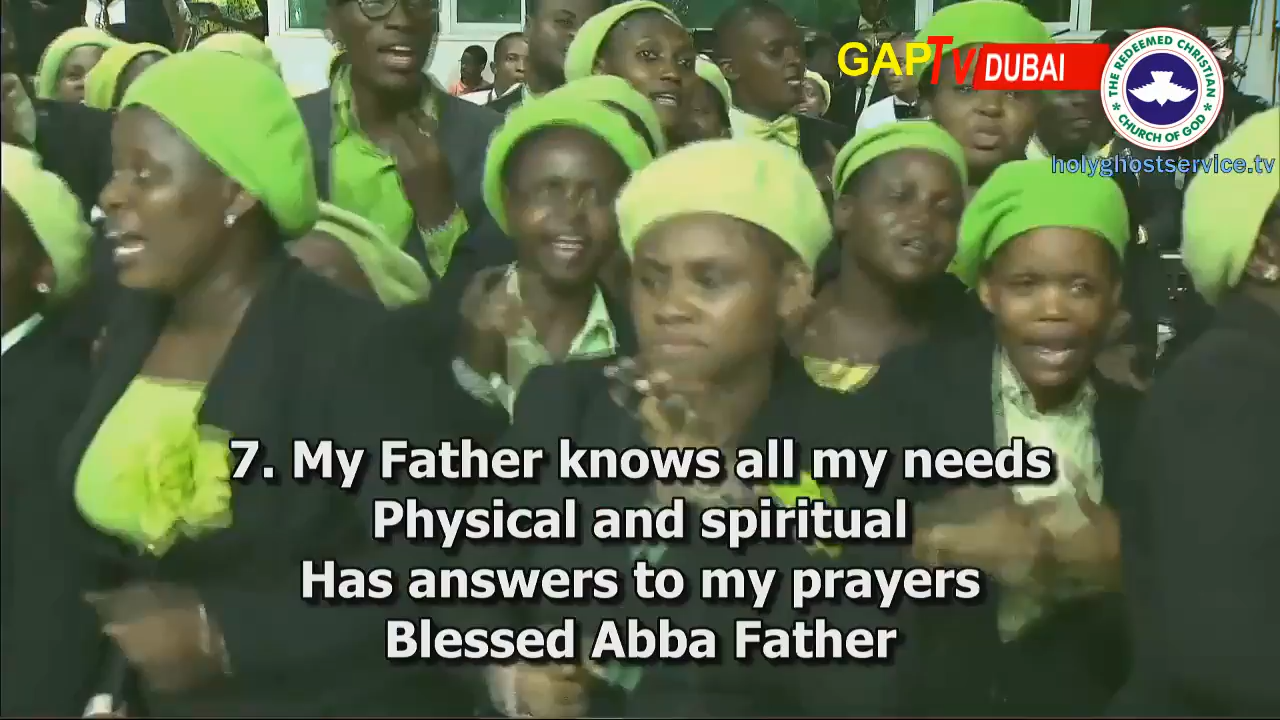 GAPTV DUBAI
THE REDEEMED CHRISTIAN
CHURCH OF GOD
holyghostservice.tv
7. My Father knows all my needs
Physical and spiritual
Has answers to my prayers
Blessed Abba Father